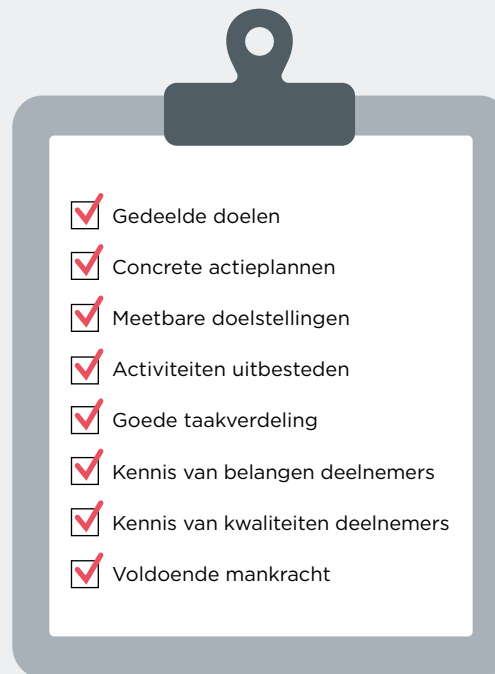 Gedeelde doelen
Concrete actieplannen
Meetbare doelstellingen
Activiteiten uitbesteden
Goede taakverdeling
Kennis van belangen deelnemers
Kennis van kwaliteiten deelnemers
Voldoende mankracht